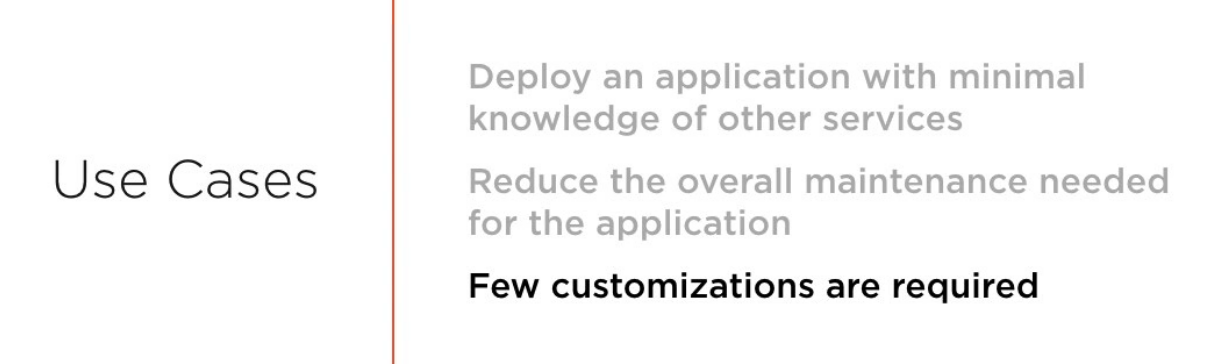 Use Cases
Deploy an application with minimal
knowledge of other services
Reduce the overall maintenance needed
for the application
Few customizations are required